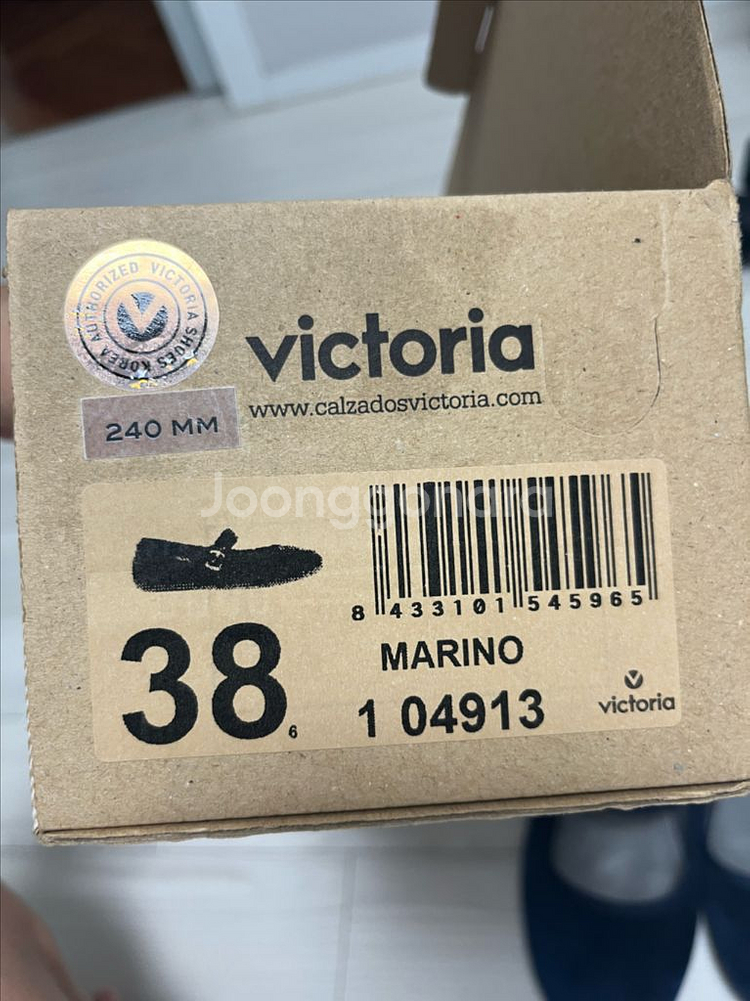 AUTHORIZED VICTORIA SHOES KOREA
victoria
www.calzadosvictoria.com
240 MM
Joonggonara
8 433101 545965
38
6
MARINO
1 04913
victoria